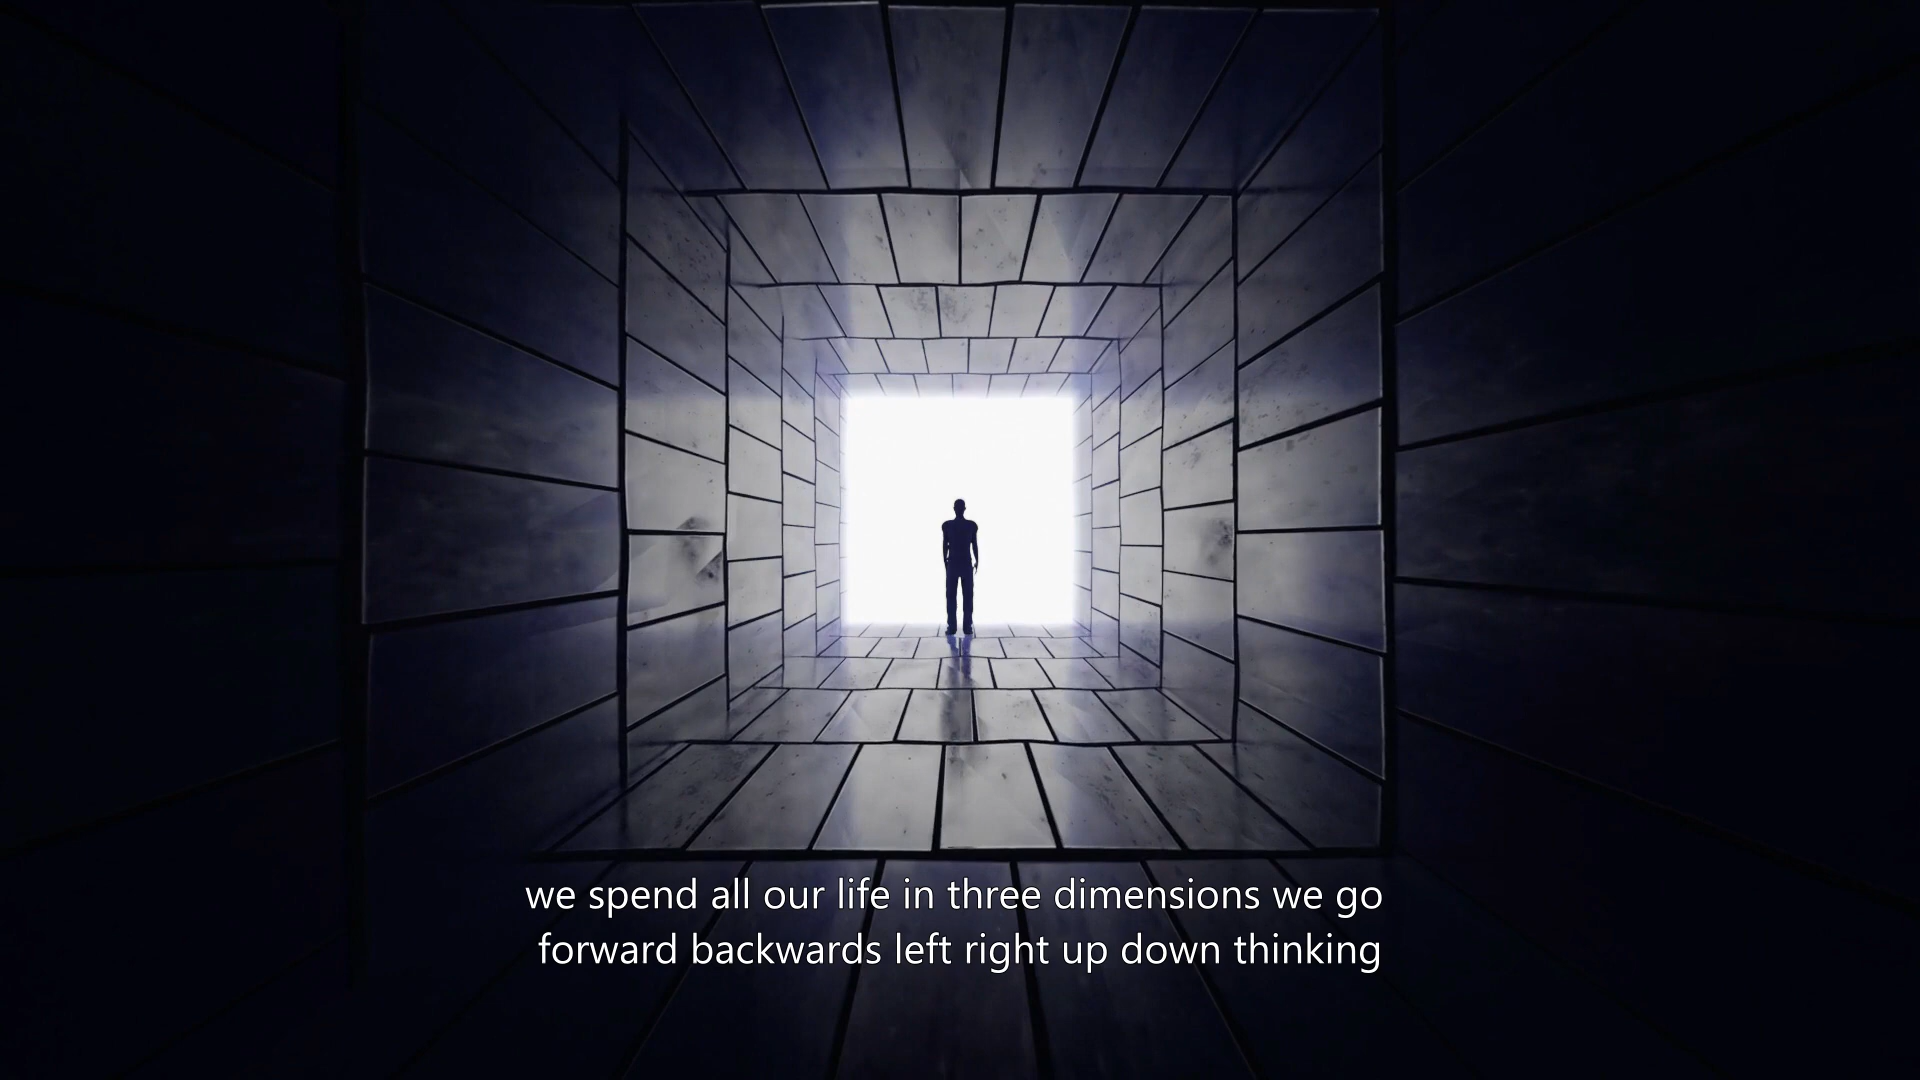 we spend all our life in three dimensions we go
forward backwards left right up down thinking